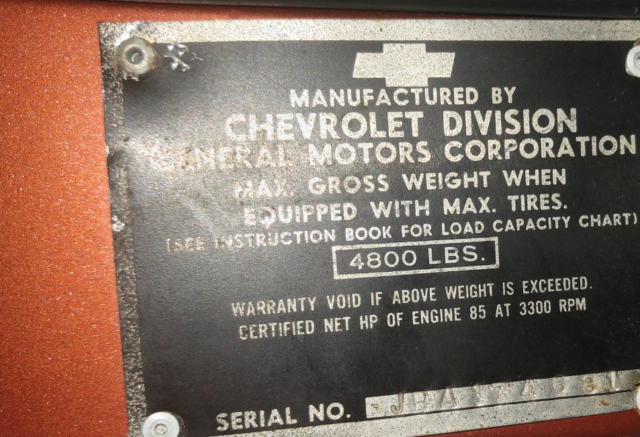 MANUFACTURED BY
CHEVROLET DIVISION
GENERAL MOTORS CORPORATION
MAX. GROSS WEIGHT WHEN
EQUIPPED WITH MAX. TIRES.
(SEE INSTRUCTION BOOK FOR LOAD CAPACITY CHART)
4800 LBS.
WARRANTY VOID IF ABOVE WEIGHT IS EXCEEDED.
CERTIFIED NET HP OF ENGINE 85 AT 3300 RPM
SERIAL NO.